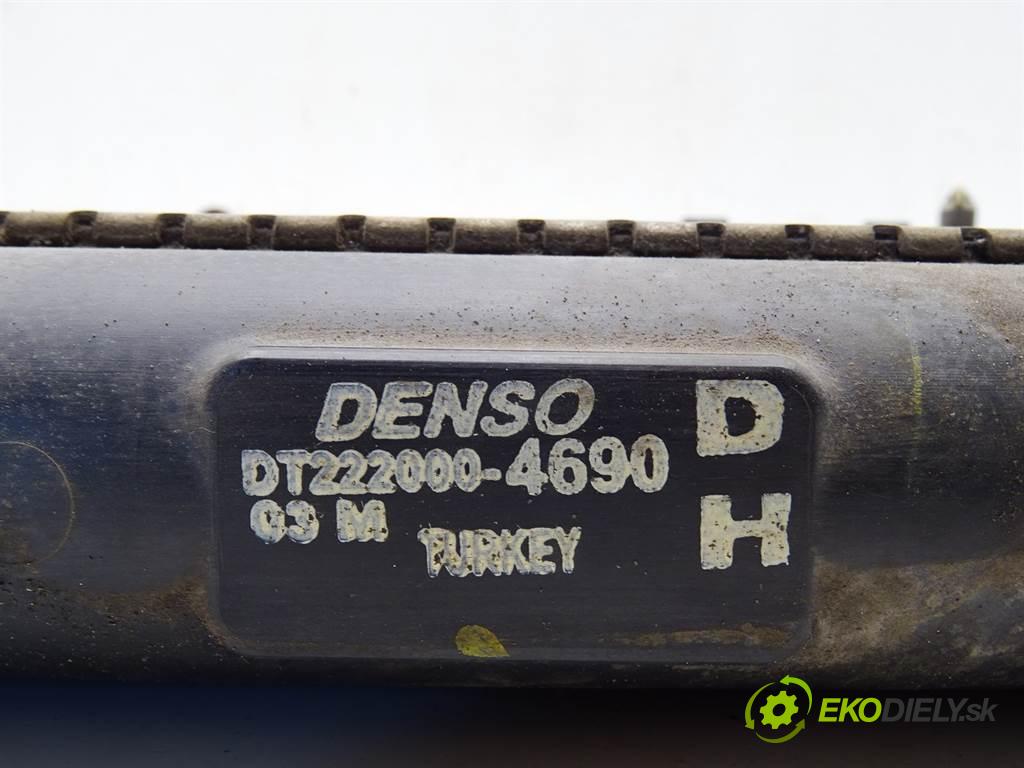 DENSO
DT222000-4690
03 M
TURKEY
D
H
EKODIELY.sk